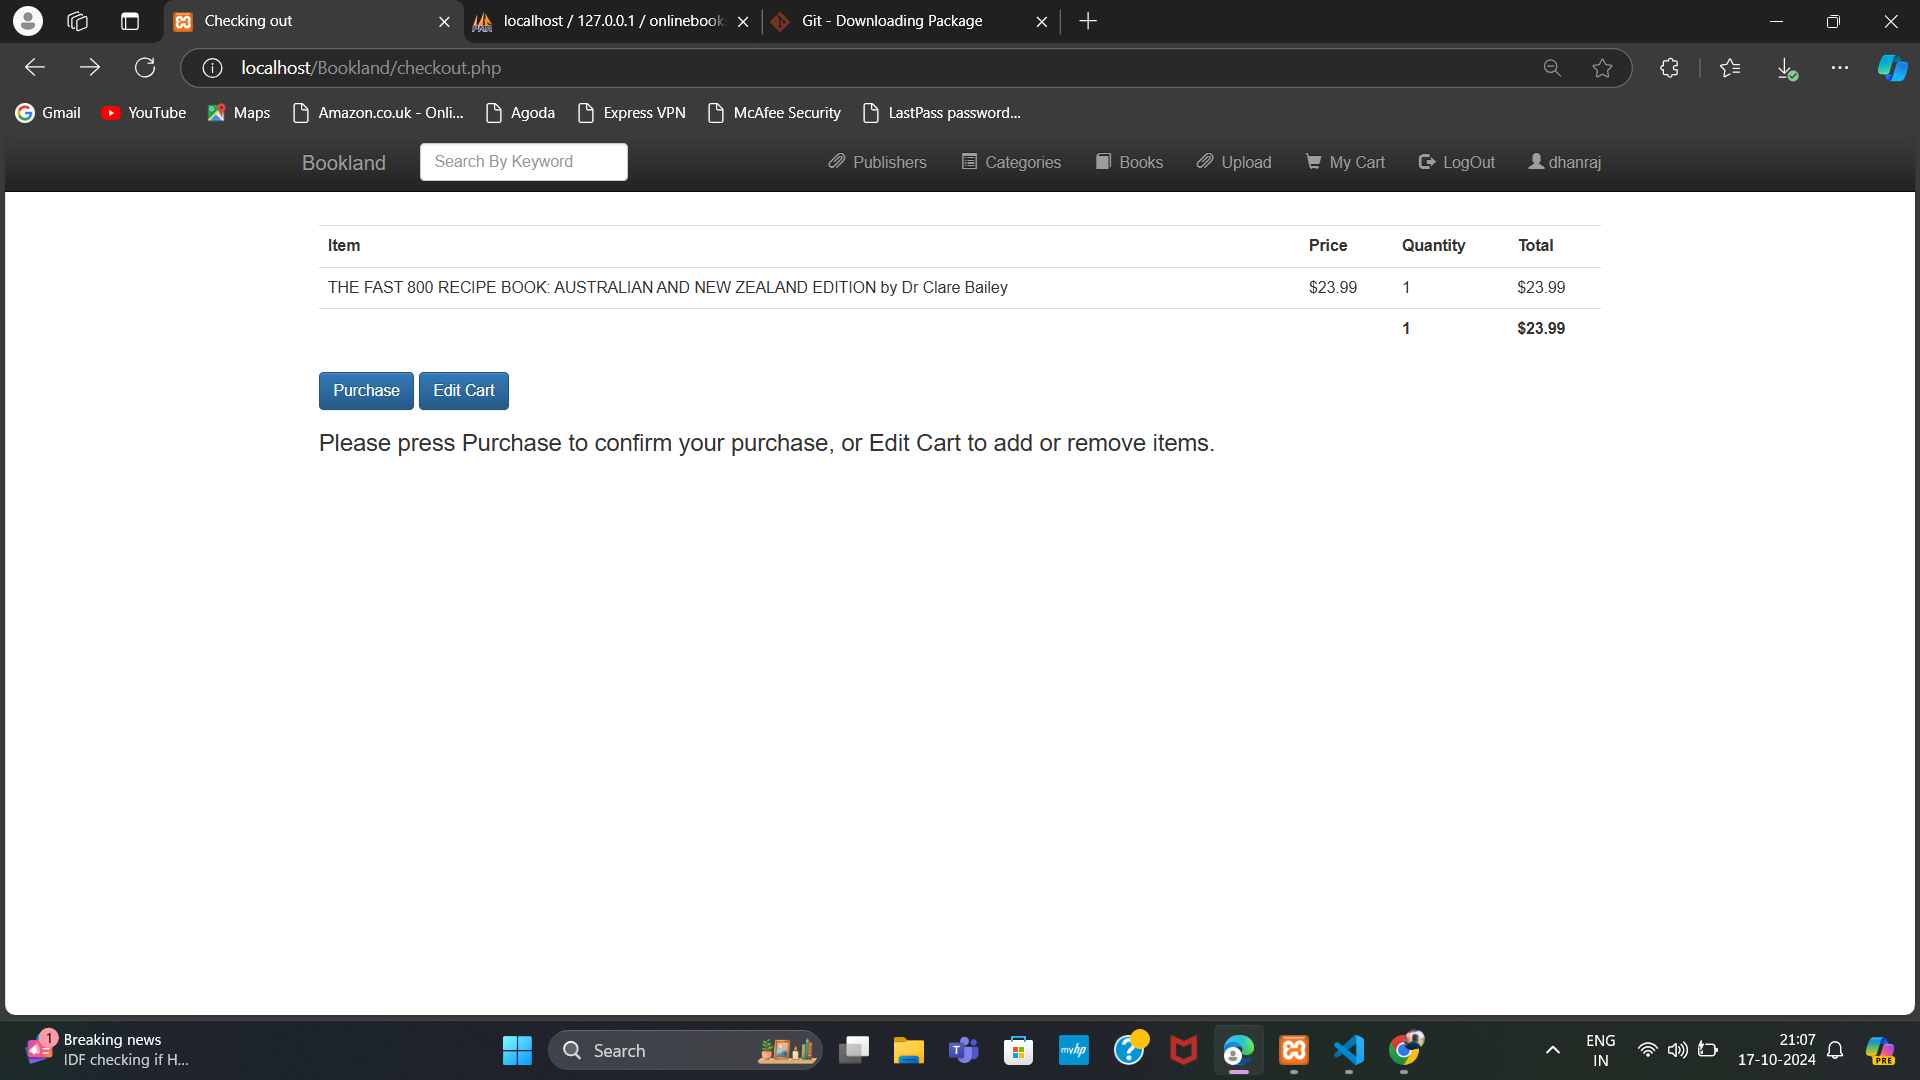 Checking out
localhost / 127.0.0.1 / onlinebook
Git - Downloading Package
localhost/Bookland/checkout.php
Gmail
YouTube
Maps
Amazon.co.uk - Onli...
Agoda
Express VPN
McAfee Security
LastPass password...
Bookland
Search By Keyword
Publishers
Categories
Books
Upload
My Cart
LogOut
dhanraj
Item Price Quantity Total
THE FAST 800 RECIPE BOOK: AUSTRALIAN AND NEW ZEALAND EDITION by Dr Clare Bailey $23.99 1 $23.99
1 $23.99
Purchase
Edit Cart
Please press Purchase to confirm your purchase, or Edit Cart to add or remove items.
1
Breaking news
IDF checking if H...
Search
myhp
ENG
IN
21:07
17-10-2024
PRE